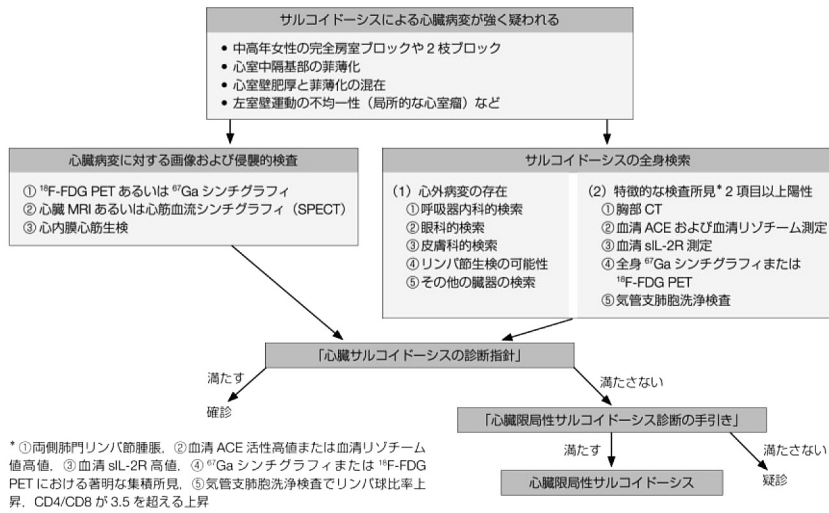 サルコイドーシスによる心臓病変が強く疑われる
• 中高年女性の完全房室ブロックや2枝ブロック
• 心室中隔基部の菲薄化
• 心室壁肥厚と菲薄化の混在
• 左室壁運動の不均一性（局所的な心室瘤）など
心臓病変に対する画像および侵襲的検査
① ¹⁸F-FDG PET あるいは ⁶⁷Ga シンチグラフィ
② 心臓 MRI あるいは心筋血流シンチグラフィ（SPECT）
③ 心内膜心筋生検
サルコイドーシスの全身検索
（1）心外病変の存在
①呼吸器内科的検索
②眼科的検索
③皮膚科的検索
④リンパ節生検の可能性
⑤その他の臓器の検索
（2）特徴的な検査所見*2項目以上陽性
①胸部 CT
②血清 ACE および血清リゾチーム測定
③血清 sIL-2R 測定
④全身 ⁶⁷Ga シンチグラフィまたは
¹⁸F-FDG PET
⑤気管支肺胞洗浄検査
「心臓サルコイドーシスの診断指針」
満たす
満たさない
確診
「心臓限局性サルコイドーシス診断の手引き」
満たす
満たさない
心臓限局性サルコイドーシス
疑診
* ①両側肺門リンパ節腫脹，②血清 ACE 活性高値または血清リゾチーム
値高値，③血清 sIL-2R 高値，④ ⁶⁷Ga シンチグラフィまたは ¹⁸F-FDG
PET における著明な集積所見，⑤気管支肺胞洗浄検査でリンパ球比率上
昇，CD4/CD8 が 3.5 を超える上昇